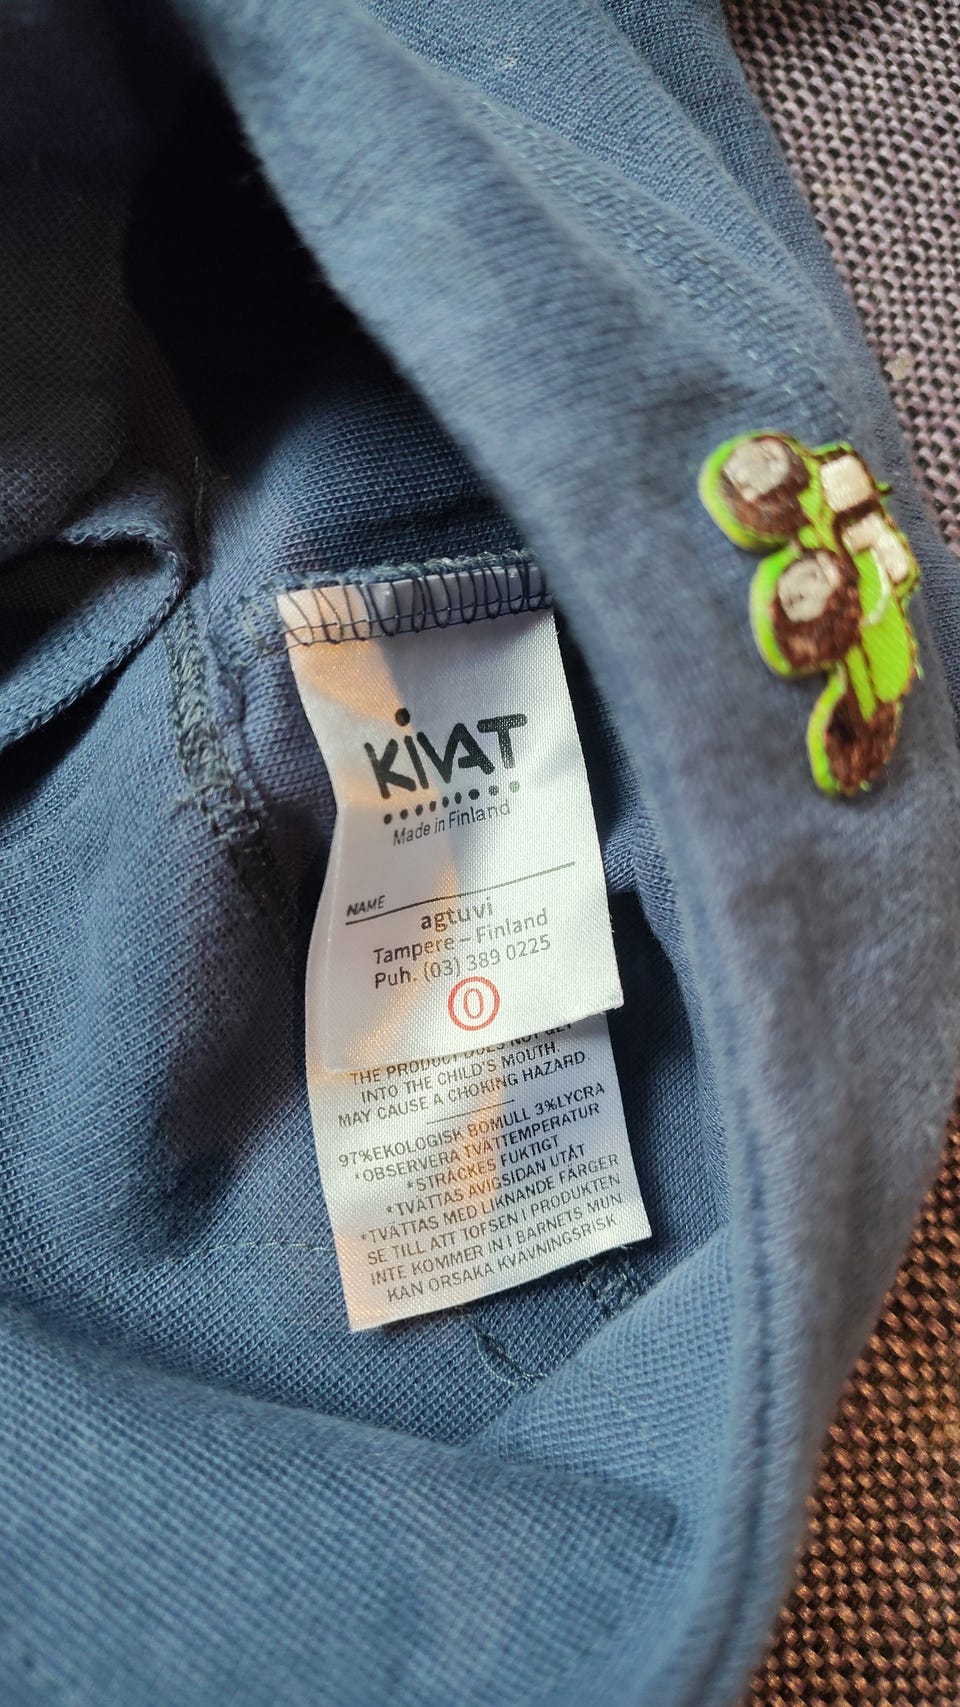 KiVAT
Made in Finland
NAME
agtuvi
Tampere – Finland
Puh. (03) 389 0225
0
THE PRODUCT DOES NOT GET
INTO THE CHILD'S MOUTH.
MAY CAUSE A CHOKING HAZARD.
97%EKOLOGISK BOMULL 3%LYCRA
*OBSERVERA TVÄTTEMPERATUR
*STRÄCKES FUKTIGT
*TVÄTTAS AVIGSIDAN UTÅT
*TVÄTTAS MED LIKNANDE FÄRGER
SE TILL ATT TOFSEN I PRODUKTEN
INTE KOMMER IN I BARNETS MUN
KAN ORSAKA KVÄVNINGSRISK